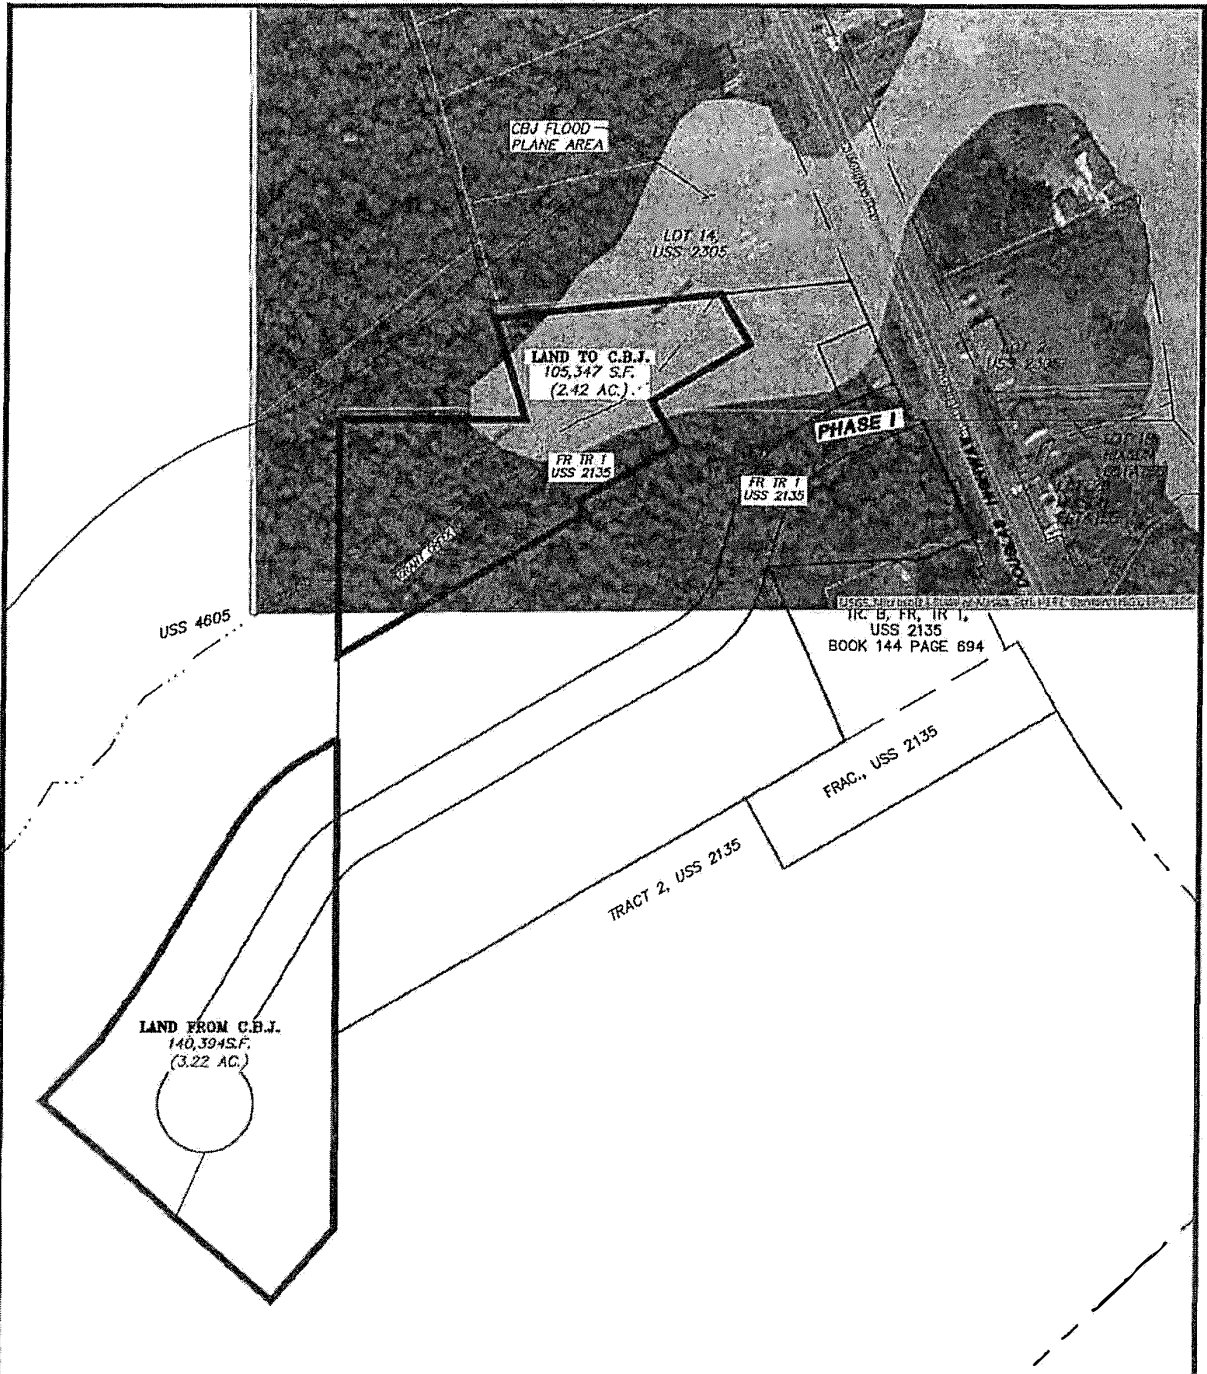 CBJ FLOOD
PLANE AREA
LOT 14
USS 2305
LAND TO C.B.J.
105,347 S.F.
(2.42 AC.)
PHASE I
FR TR 1
USS 2135
FR TR 1
USS 2135
DOUGLAS HIGHWAY
USS 4605
TR. B, FR, TR 1,
USS 2135
BOOK 144 PAGE 694
FRAC., USS 2135
TRACT 2, USS 2135
LAND FROM C.B.J.
140,394S.F.
(3.22 AC.)